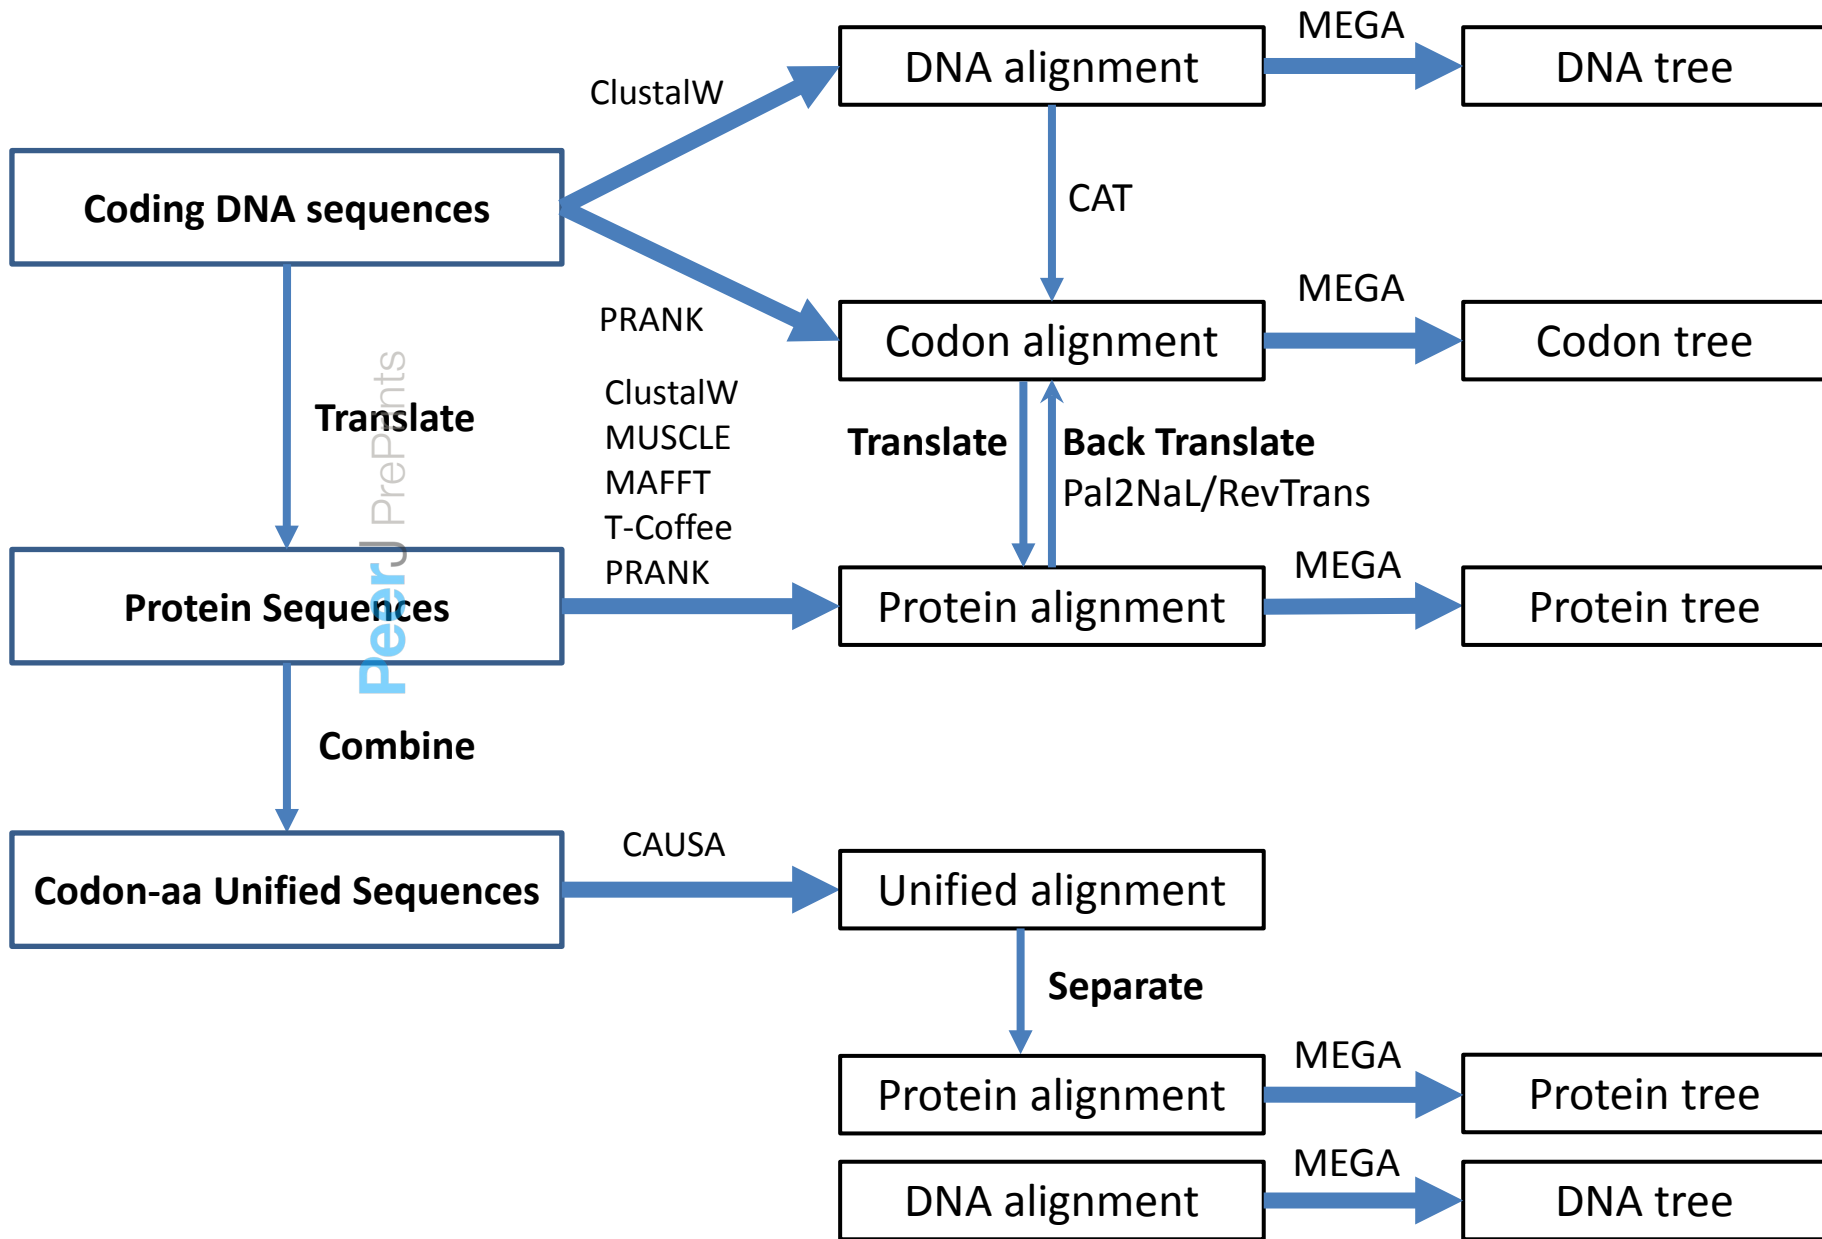 MEGA
DNA alignment
DNA tree
ClustalW
Coding DNA sequences
CAT
MEGA
PRANK
Codon alignment
Codon tree
Translate
ClustalW
MUSCLE
MAFFT
T-Coffee
PRANK
Translate
Back Translate
Pal2NaL/RevTrans
MEGA
Protein Sequences
Protein alignment
Protein tree
PeerJ PrePrints
Combine
CAUSA
Codon-aa Unified Sequences
Unified alignment
Separate
MEGA
Protein alignment
Protein tree
MEGA
DNA alignment
DNA tree